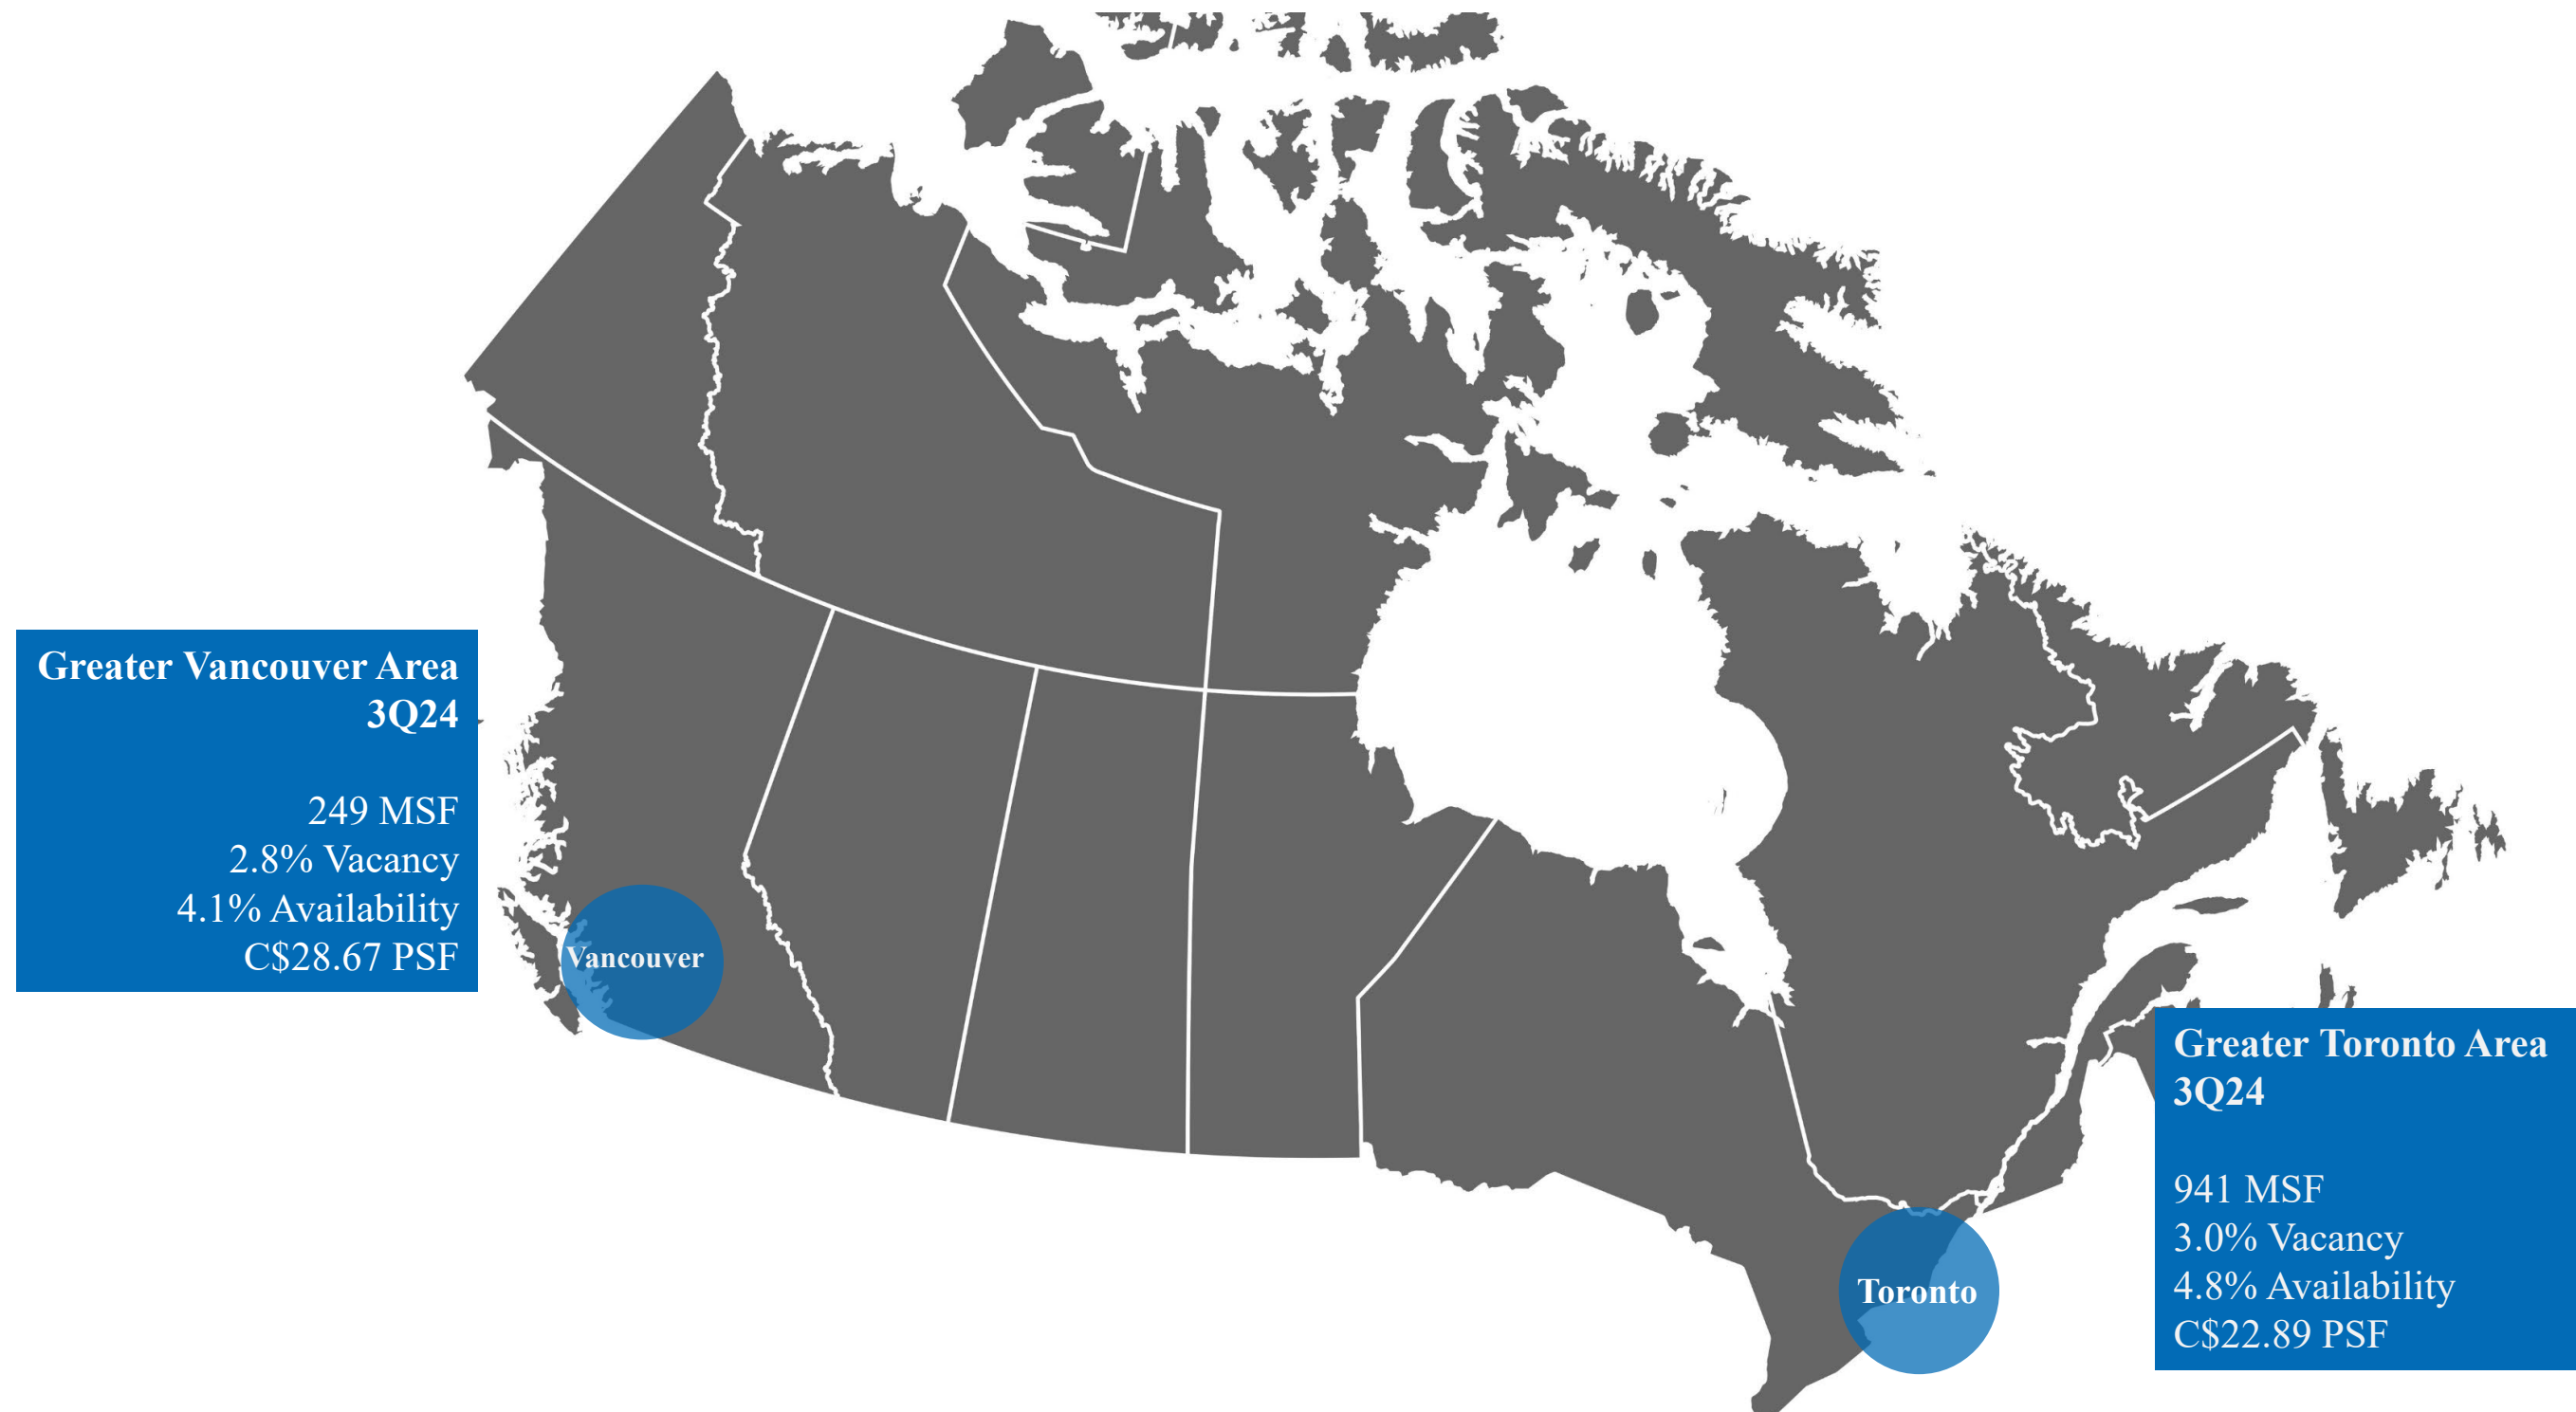 Greater Vancouver Area
3Q24
249 MSF
2.8% Vacancy
4.1% Availability
C$28.67 PSF
Vancouver
Greater Toronto Area
3Q24
941 MSF
3.0% Vacancy
4.8% Availability
C$22.89 PSF
Toronto